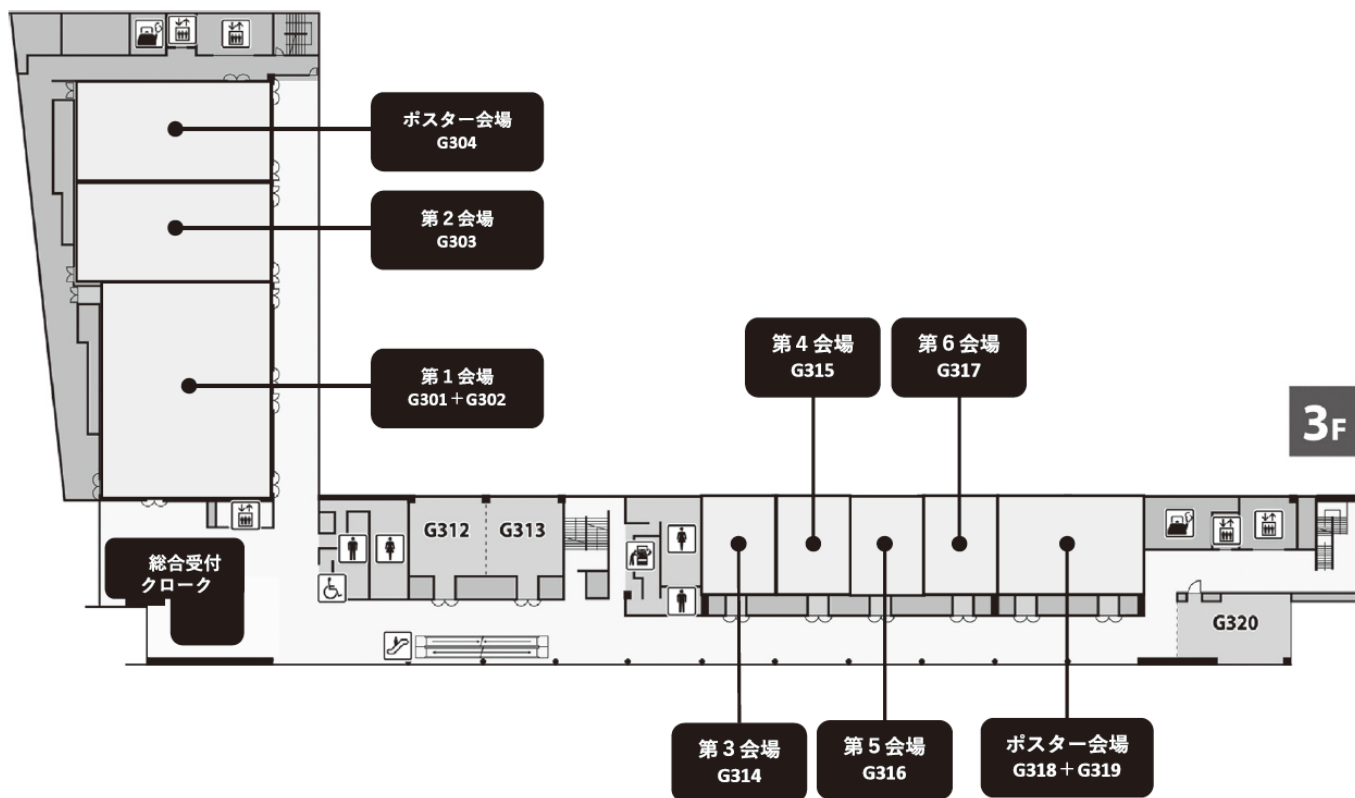 ポスター会場
G304
第2会場
G303
第1会場
G301+G302
第4会場
G315
第6会場
G317
3F
G312
G313
総合受付
クローク
G320
第3会場
G314
第5会場
G316
ポスター会場
G318+G319